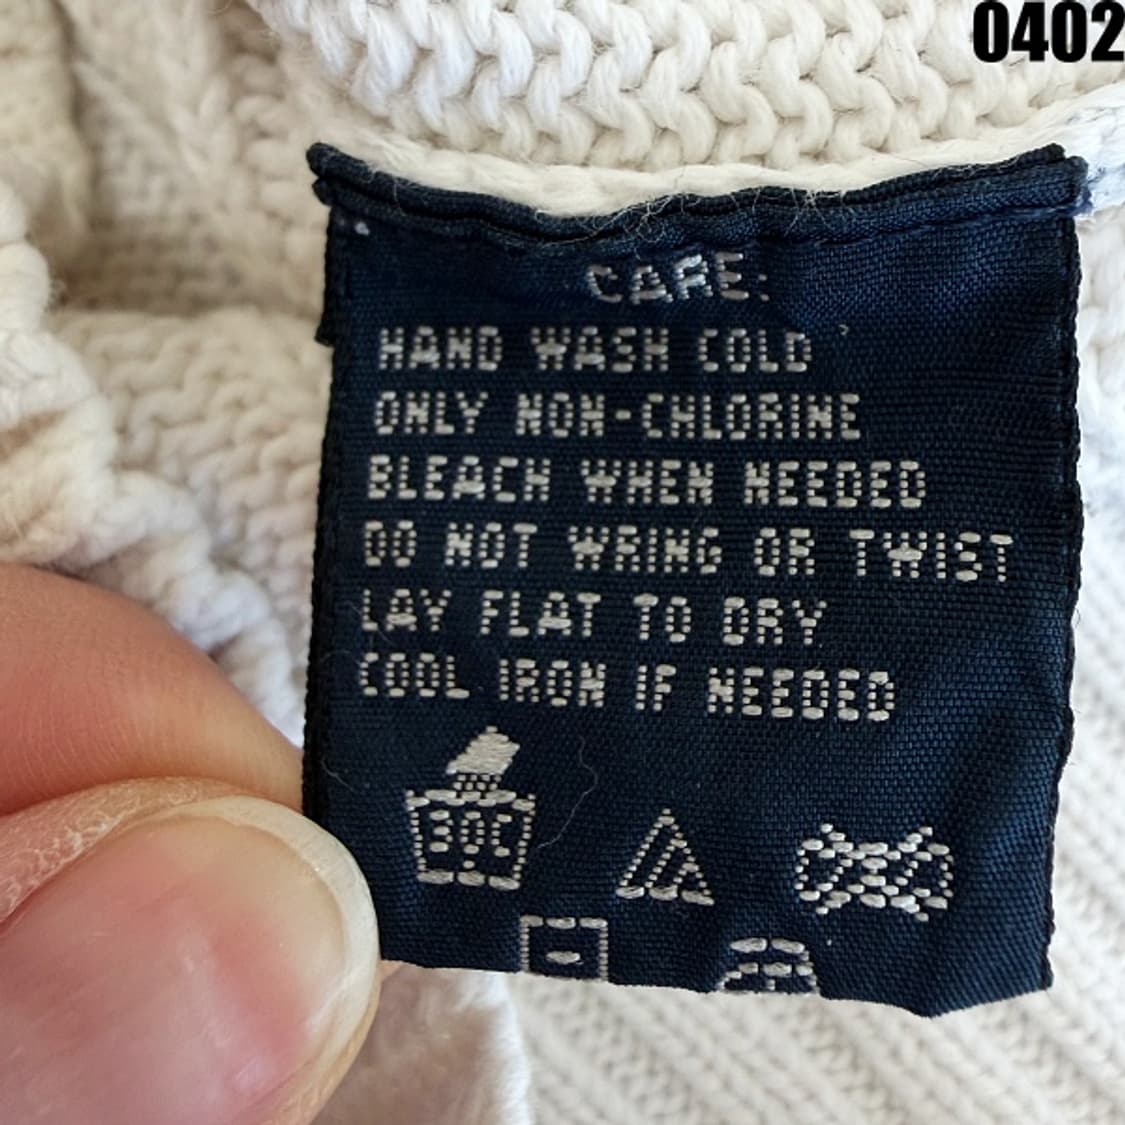 0402
CARE:
HAND WASH COLD
ONLY NON-CHLORINE
BLEACH WHEN NEEDED
DO NOT WRING OR TWIST
LAY FLAT TO DRY
COOL IRON IF NEEDED
30C